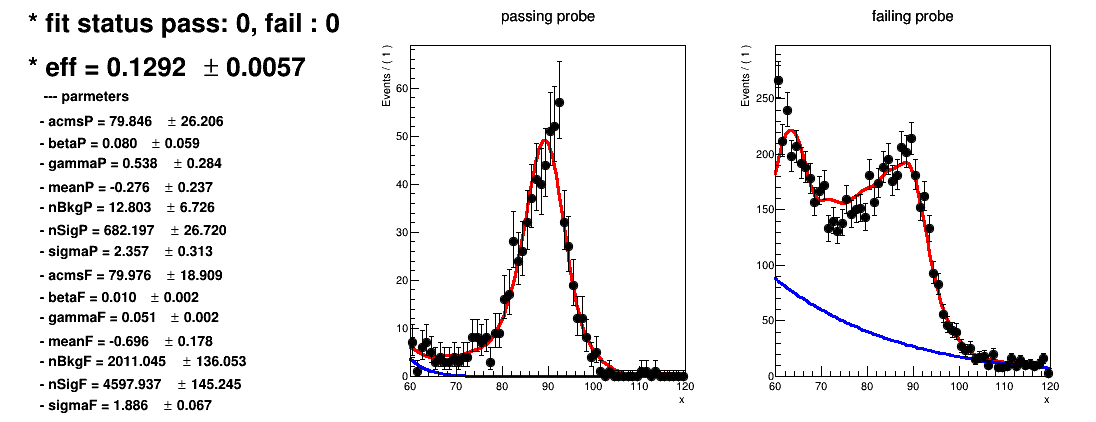 * fit status pass: 0, fail : 0
* eff = 0.1292 ± 0.0057
--- parmeters
- acmsP = 79.846 ± 26.206
- betaP = 0.080 ± 0.059
- gammaP = 0.538 ± 0.284
- meanP = -0.276 ± 0.237
- nBkgP = 12.803 ± 6.726
- nSigP = 682.197 ± 26.720
- sigmaP = 2.357 ± 0.313
- acmsF = 79.976 ± 18.909
- betaF = 0.010 ± 0.002
- gammaF = 0.051 ± 0.002
- meanF = -0.696 ± 0.178
- nBkgF = 2011.045 ± 136.053
- nSigF = 4597.937 ± 145.245
- sigmaF = 1.886 ± 0.067
passing probe
Events / ( 1 )
60
50
40
30
20
10
0
60 70 80 90 100 110 120
x
failing probe
Events / ( 1 )
250
200
150
100
50
0
60 70 80 90 100 110 120
x